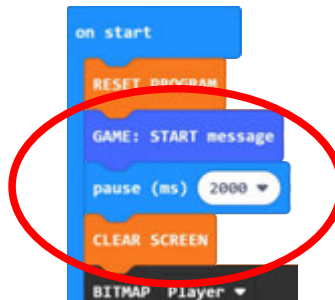 on start
RESET PROGRAM
GAME: START message
pause (ms) 2000
CLEAR SCREEN
BITMAP Player